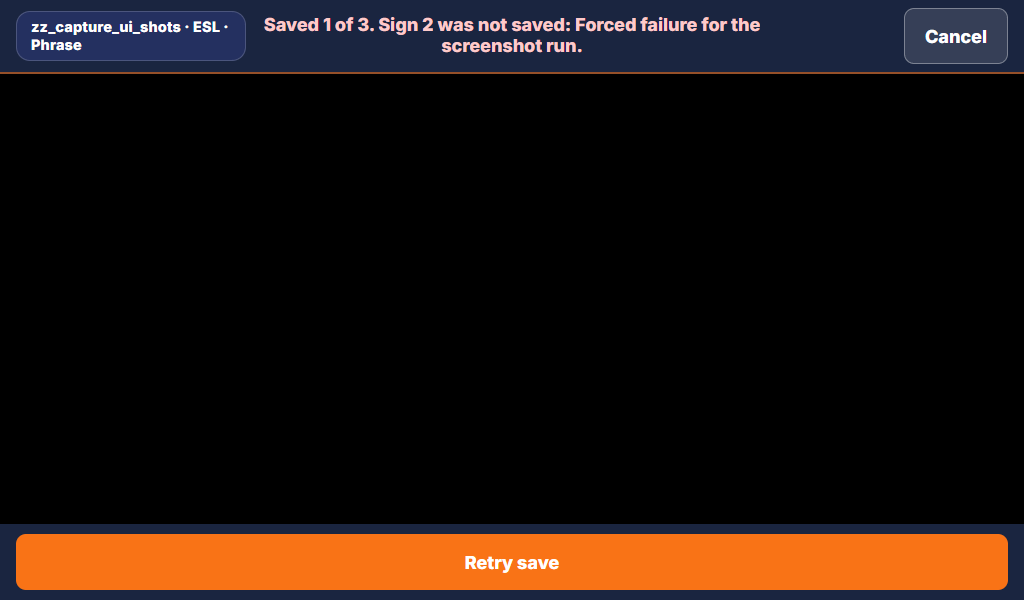 zz_capture_ui_shots · ESL ·
Phrase
Saved 1 of 3. Sign 2 was not saved: Forced failure for the
screenshot run.
Cancel
Retry save